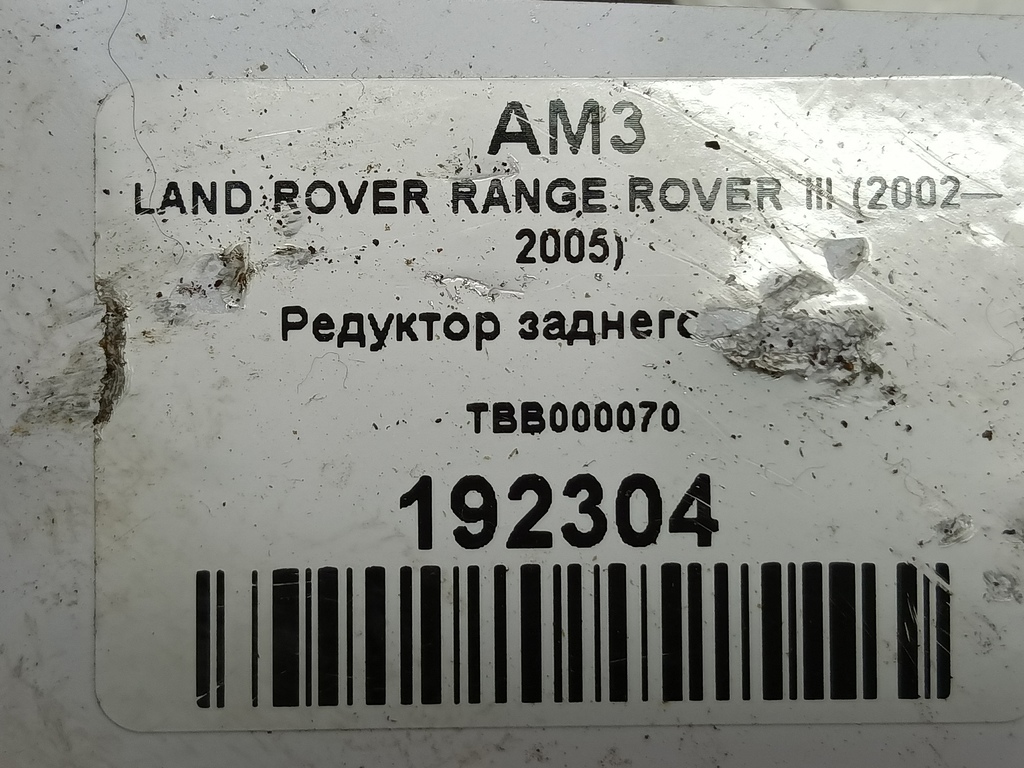 АМЗ
LAND ROVER RANGE ROVER III (2002—
2005)
Редуктор заднего
TBB000070
192304